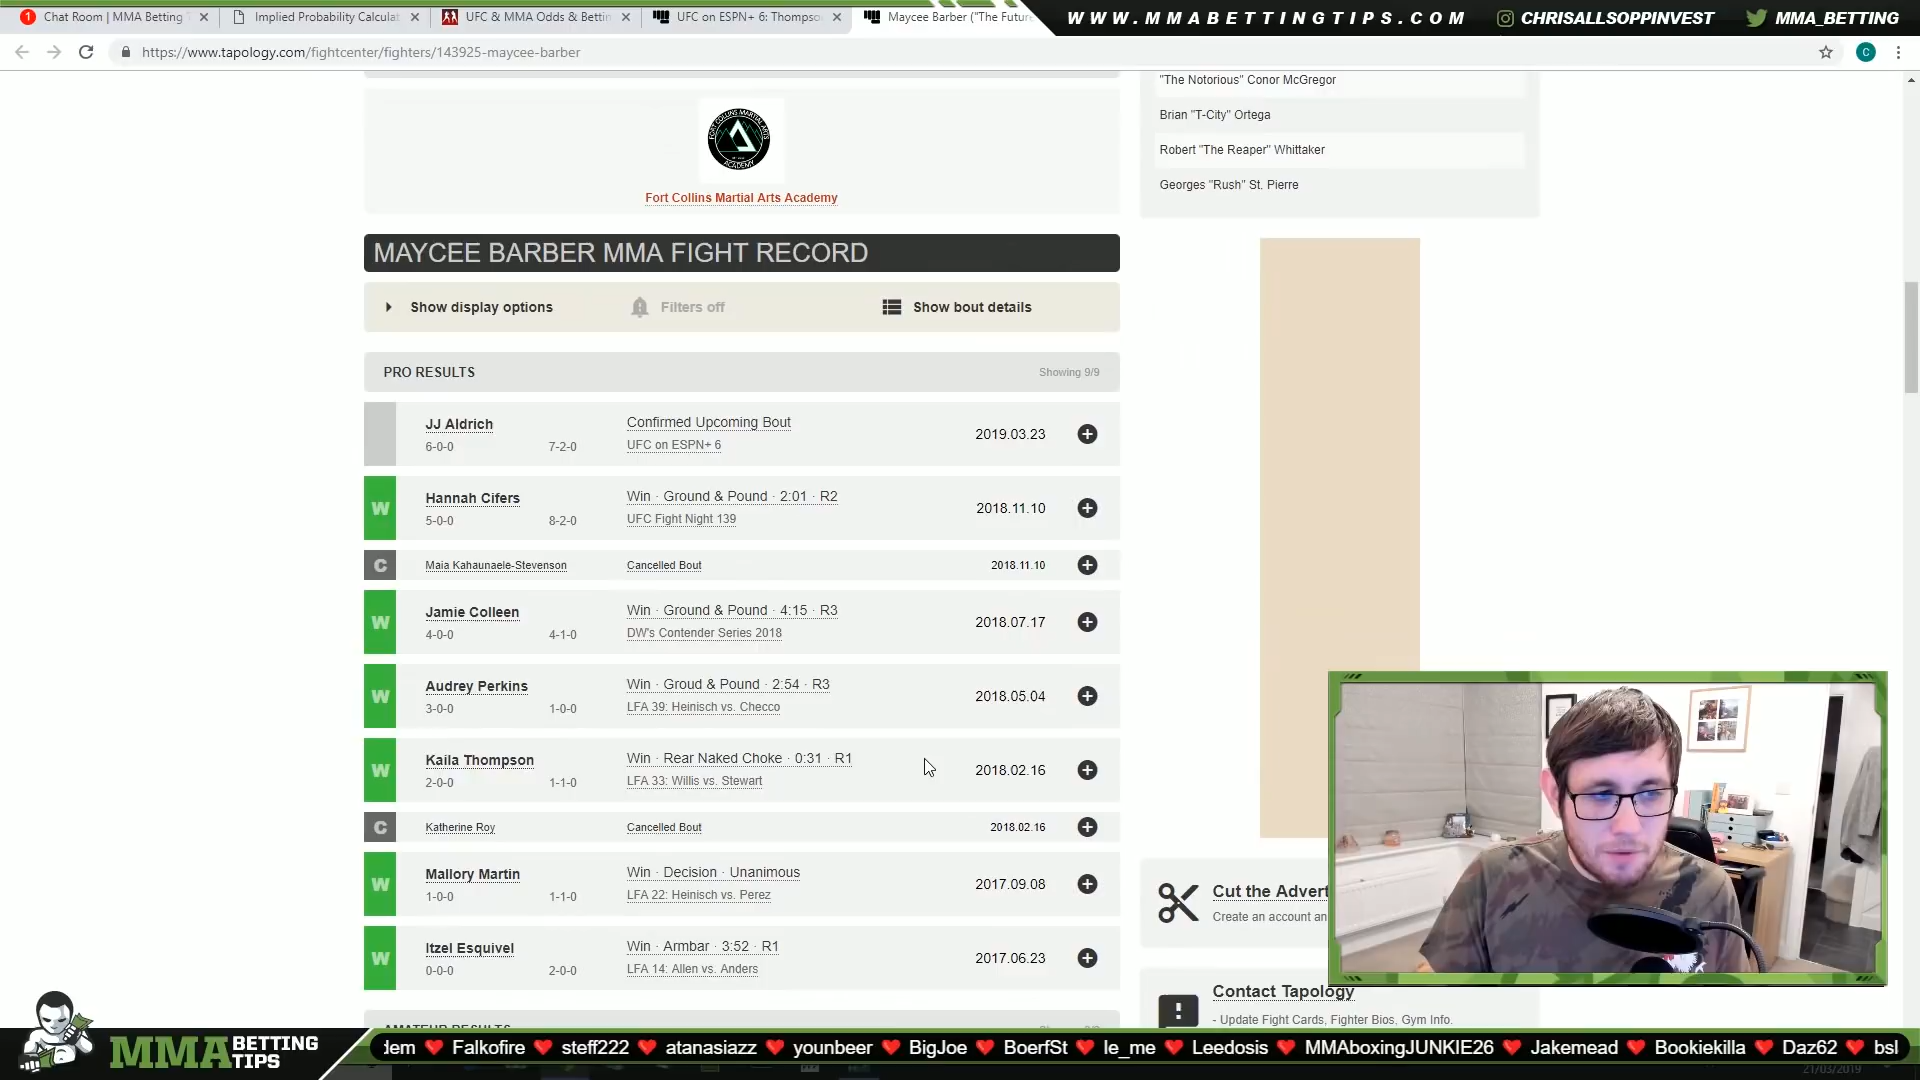 Chat Room | MMA Betting
Implied Probability Calculat
UFC & MMA Odds & Bettin
UFC on ESPN+ 6: Thompso
Maycee Barber ("The Future
WWW.MMABETTINGTIPS.COM
CHRISALLSOPPINVEST
MMA_BETTING
https://www.tapology.com/fightcenter/fighters/143925-maycee-barber
"The Notorious" Conor McGregor
Brian "T-City" Ortega
Robert "The Reaper" Whittaker
Georges "Rush" St. Pierre
Fort Collins Martial Arts Academy
MAYCEE BARBER MMA FIGHT RECORD
Show display options
Filters off
Show bout details
PRO RESULTS
Showing 9/9
JJ Aldrich
Confirmed Upcoming Bout
2019.03.23
6-0-0 7-2-0
UFC on ESPN+ 6
W
Hannah Cifers
Win · Ground & Pound · 2:01 · R2
2018.11.10
5-0-0 8-2-0
UFC Fight Night 139
C
Maia Kahaunaele-Stevenson
Cancelled Bout
2018.11.10
W
Jamie Colleen
Win · Ground & Pound · 4:15 · R3
2018.07.17
4-0-0 4-1-0
DW's Contender Series 2018
W
Audrey Perkins
Win · Groud & Pound · 2:54 · R3
2018.05.04
3-0-0 1-0-0
LFA 39: Heinisch vs. Checco
W
Kaila Thompson
Win · Rear Naked Choke · 0:31 · R1
2018.02.16
2-0-0 1-1-0
LFA 33: Willis vs. Stewart
C
Katherine Roy
Cancelled Bout
2018.02.16
W
Mallory Martin
Win · Decision · Unanimous
2017.09.08
1-0-0 1-1-0
LFA 22: Heinisch vs. Perez
W
Itzel Esquivel
Win · Armbar · 3:52 · R1
2017.06.23
0-0-0 2-0-0
LFA 14: Allen vs. Anders
AMATEUR RESULTS
Cut the Advert
Create an account an
Contact Tapology
- Update Fight Cards, Fighter Bios, Gym Info.
MMA BETTING TIPS
dem Falkofire steff222 atanasiazz younbeer BigJoe BoerfSt le_me Leedosis MMAboxingJUNKIE26 Jakemead Bookiekilla Daz62 bsl
21/03/2019